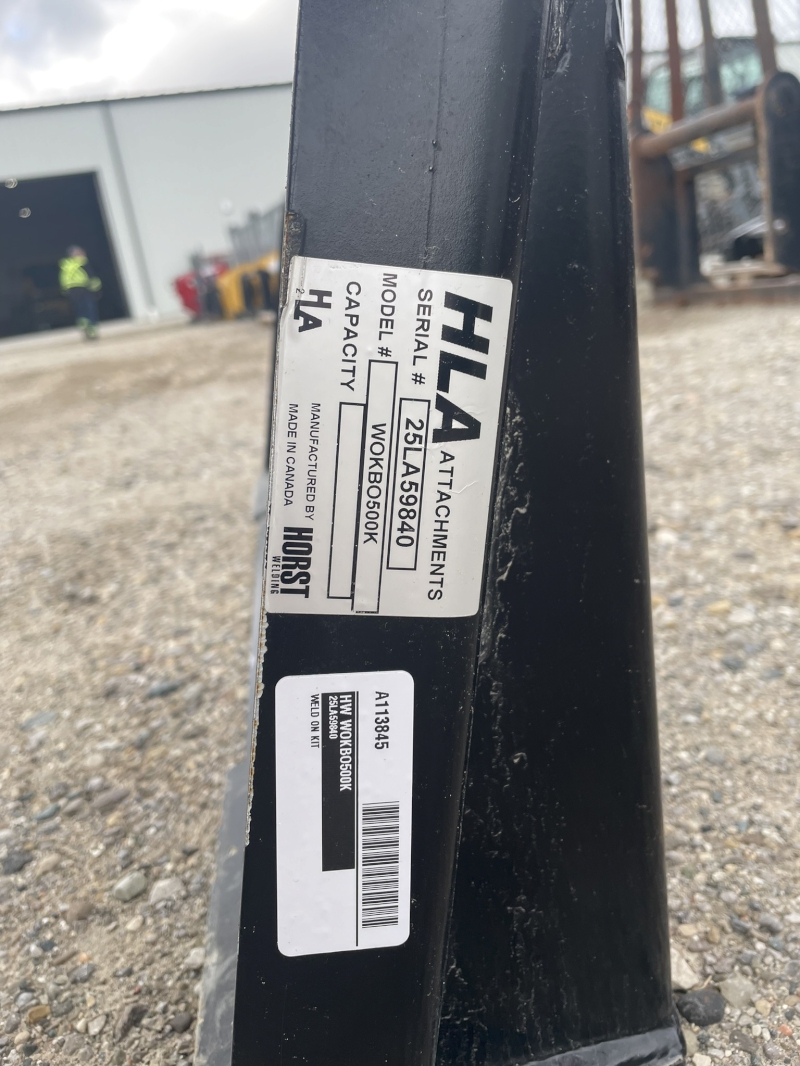 HLA ATTACHMENTS
SERIAL # 25LA59840
MODEL # WOKBO500K
CAPACITY
HLA
MANUFACTURED BY HORST
WELDING
MADE IN CANADA
A113845
HW WOKBO500K
25LA59840
WELD ON KIT